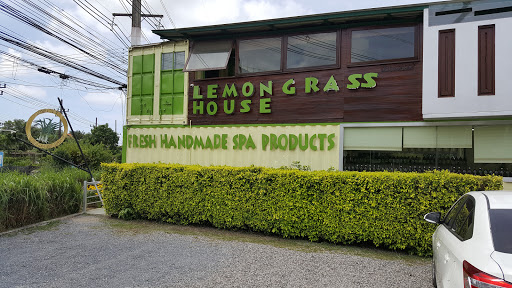 LEMON GRASS
HOUSE
FRESH HANDMADE SPA PRODUCTS